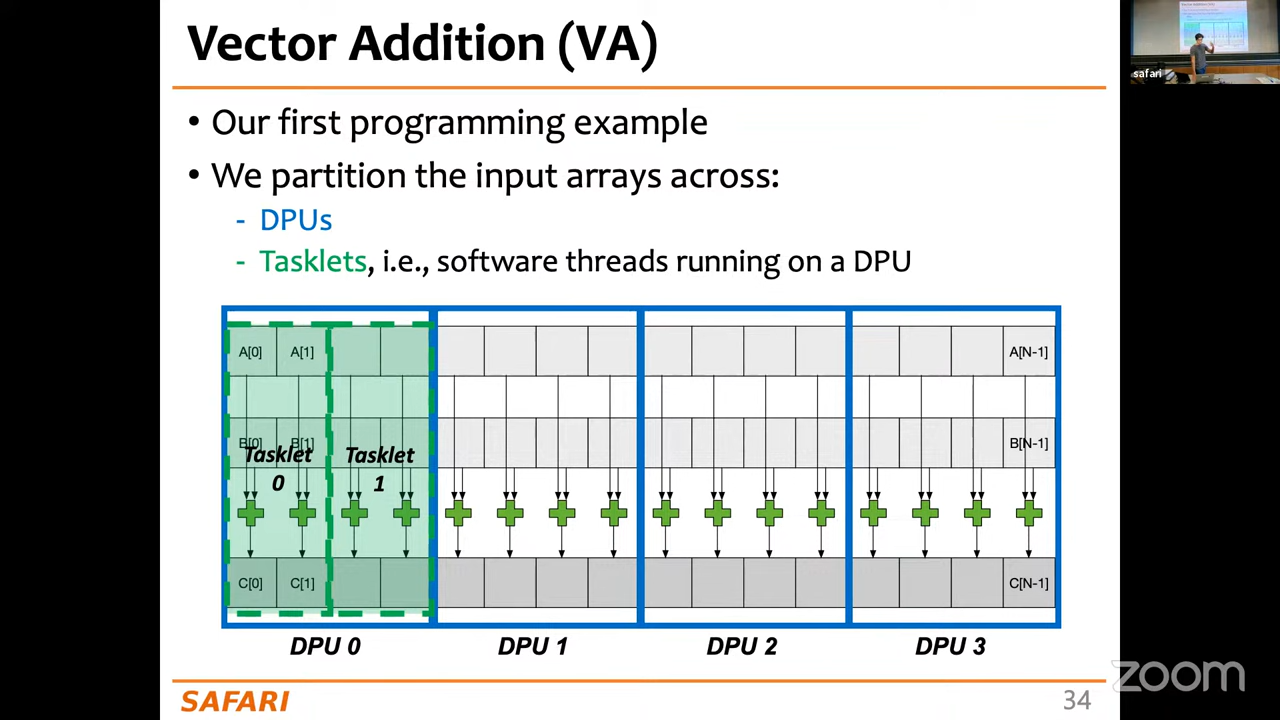 Vector Addition (VA)
safari
• Our first programming example
• We partition the input arrays across:
- DPUs
- Tasklets, i.e., software threads running on a DPU
A[0] A[1] A[N-1]
B[0] B[1] B[N-1]
Tasklet 0
Tasklet 1
C[0] C[1] C[N-1]
DPU 0 DPU 1 DPU 2 DPU 3
SAFARI
34
zoom